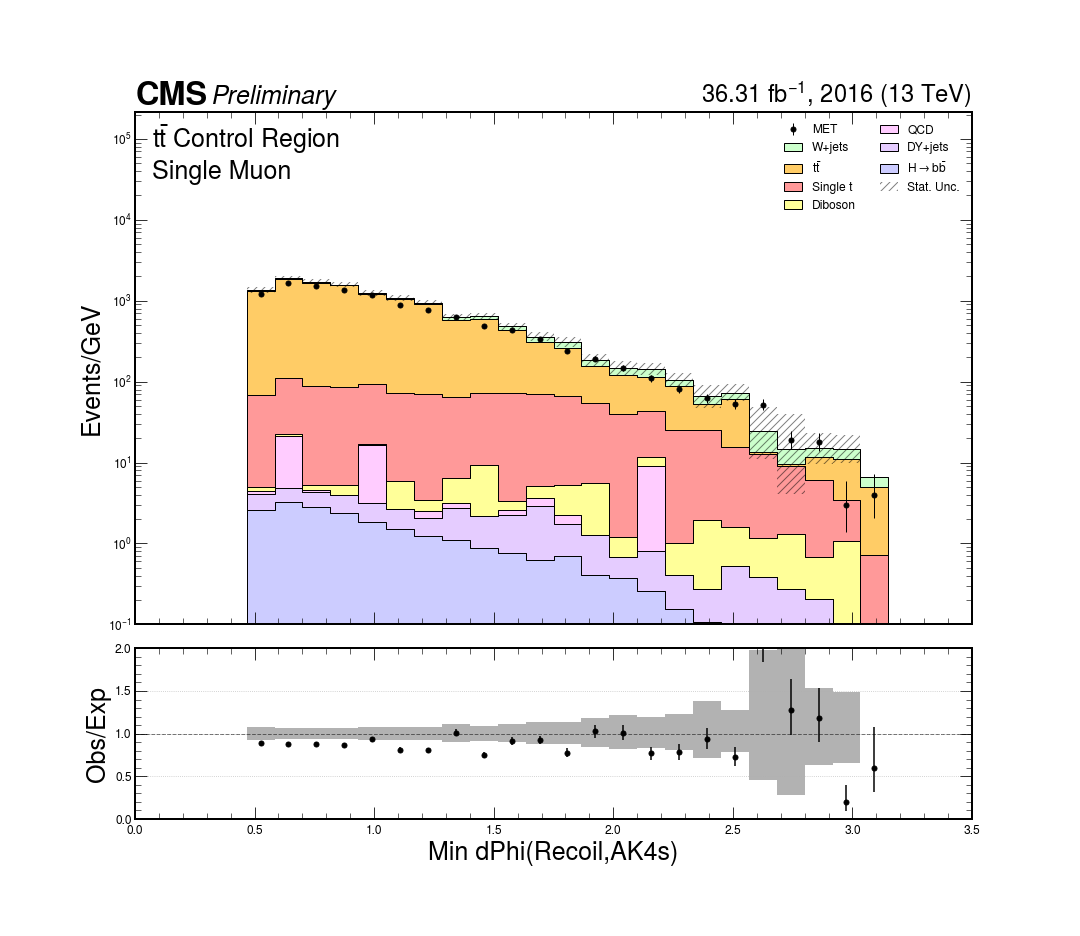 CMS Preliminary
36.31 fb⁻¹, 2016 (13 TeV)
tt̄ Control Region
Single Muon
MET
W+jets
tt̄
Single t
Diboson
QCD
DY+jets
H→bb̄
Stat. Unc.
Events/GeV
10⁵
10⁴
10³
10²
10¹
10⁰
10⁻¹
Obs/Exp
2.0
1.5
1.0
0.5
0.0
0.0 0.5 1.0 1.5 2.0 2.5 3.0 3.5
Min dPhi(Recoil,AK4s)